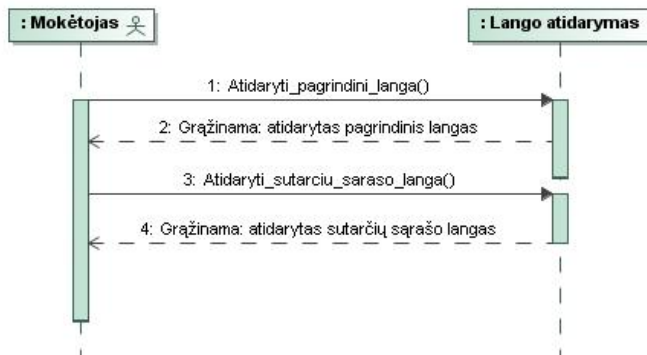 : Mokėtojas
: Lango atidarymas
1: Atidaryti_pagrindini_langa()
2: Grąžinama: atidarytas pagrindinis langas
3: Atidaryti_sutarciu_saraso_langa()
4: Grąžinama: atidarytas sutarčių sąrašo langas